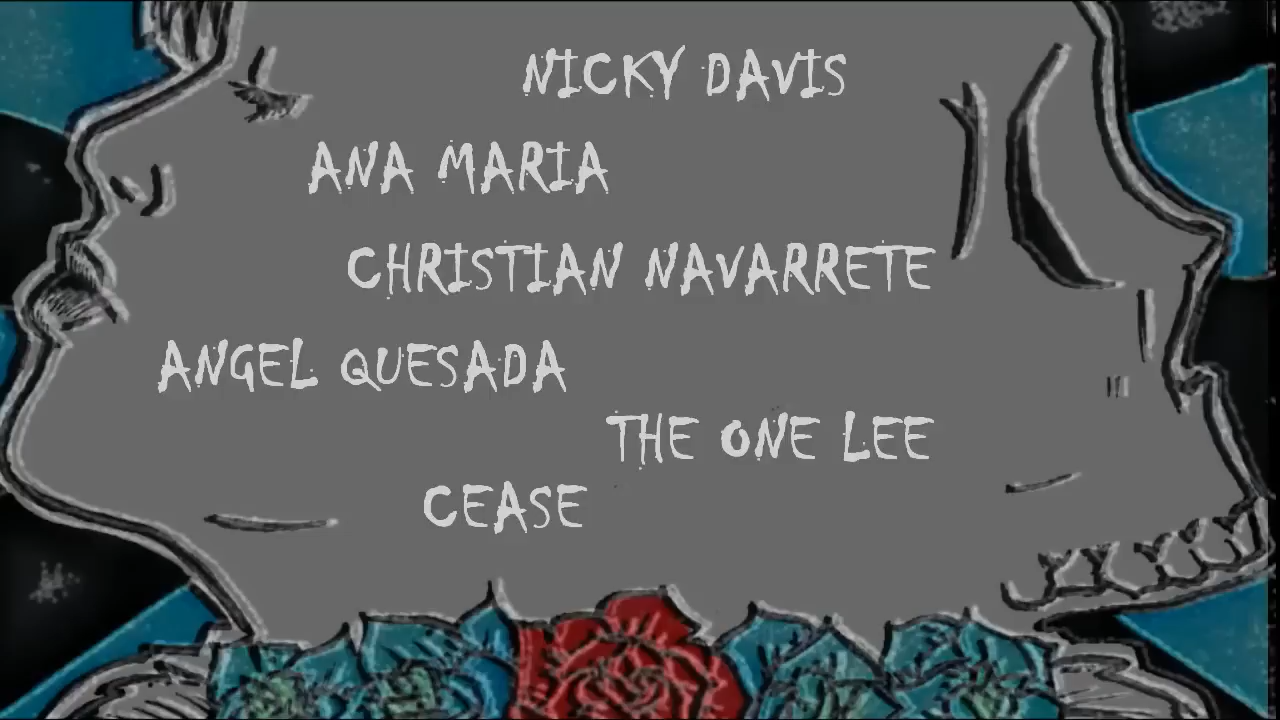 NICKY DAVIS
ANA MARIA
CHRISTIAN NAVARRETE
ANGEL QUESADA
THE ONE LEE
CEASE